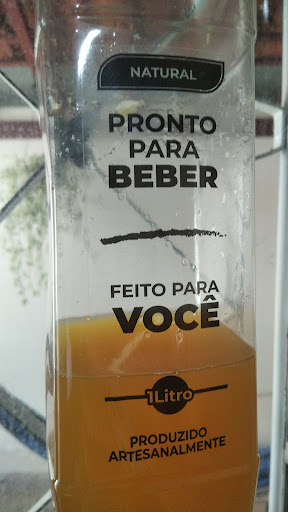 NATURAL
PRONTO
PARA
BEBER
FEITO PARA
VOCÊ
1Litro
PRODUZIDO
ARTESANALMENTE